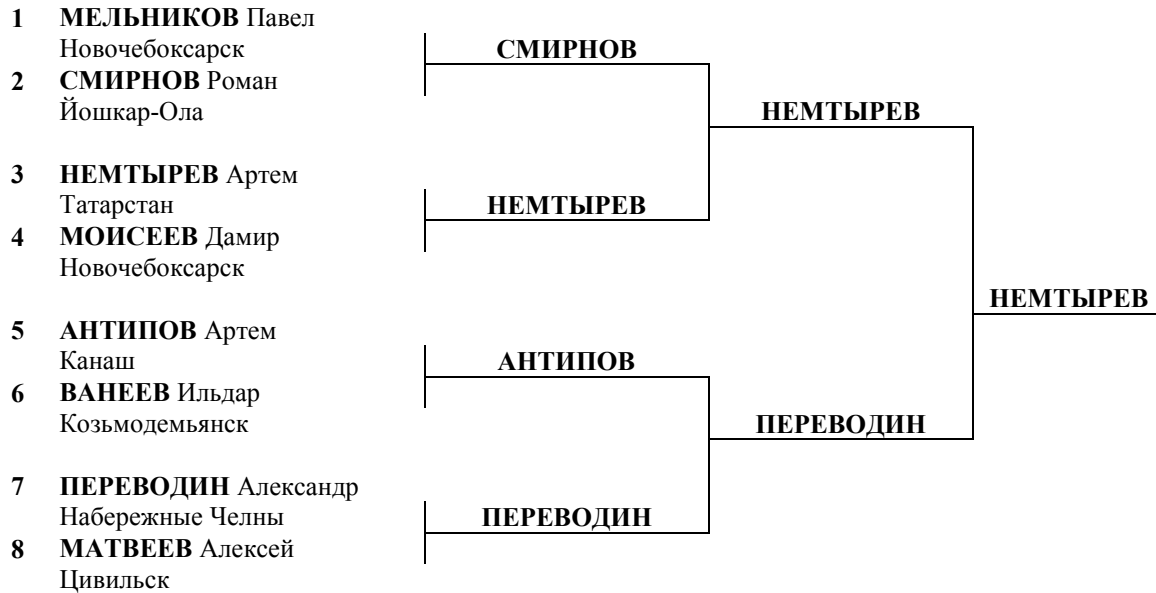 1 МЕЛЬНИКОВ Павел
Новочебоксарск
СМИРНОВ
2 СМИРНОВ Роман
Йошкар-Ола
НЕМТЫРЕВ
3 НЕМТЫРЕВ Артем
Татарстан
НЕМТЫРЕВ
4 МОИСЕЕВ Дамир
Новочебоксарск
НЕМТЫРЕВ
5 АНТИПОВ Артем
Канаш
АНТИПОВ
6 ВАНЕЕВ Ильдар
Козьмодемьянск
ПЕРЕВОДИН
7 ПЕРЕВОДИН Александр
Набережные Челны
ПЕРЕВОДИН
8 МАТВЕЕВ Алексей
Цивильск